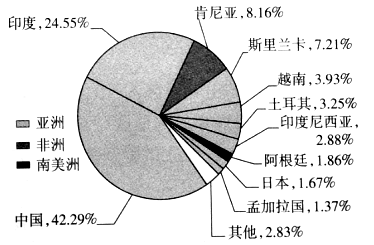 肯尼亚,8.16%
印度,24.55%
斯里兰卡,7.21%
越南,3.93%
土耳其,3.25%
印度尼西亚,
2.88%
阿根廷,1.86%
日本,1.67%
孟加拉国,1.37%
其他,2.83%
中国,42.29%
亚洲
非洲
南美洲